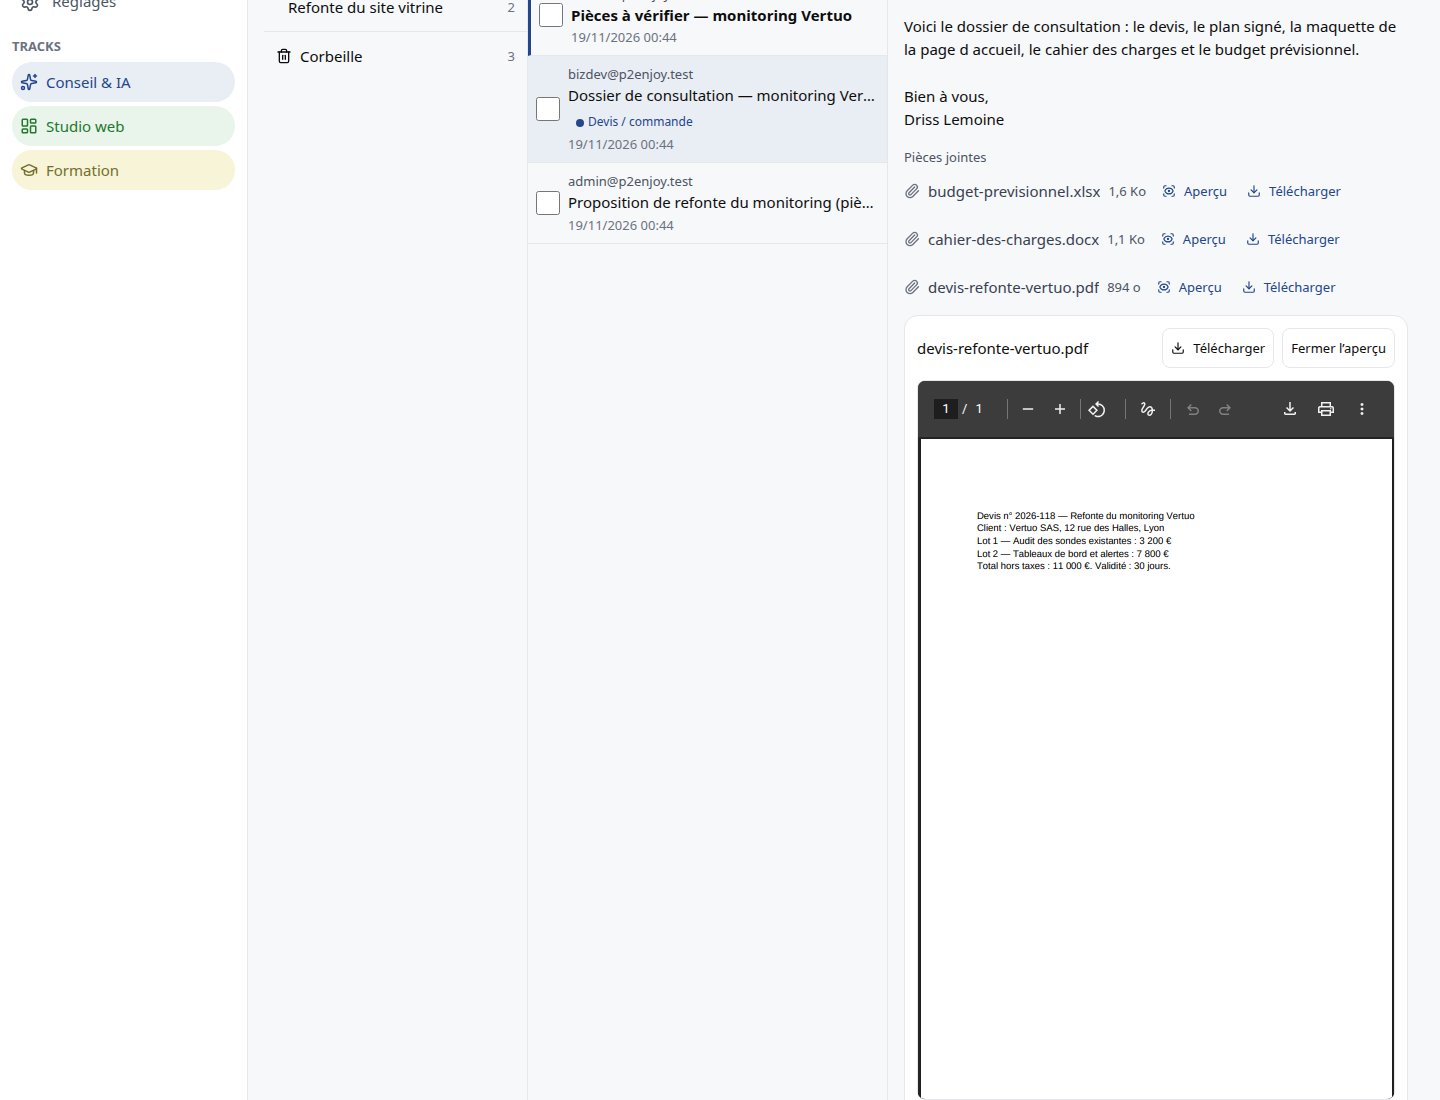 Réglages
TRACKS
Conseil & IA
Studio web
Formation
Refonte du site vitrine 2
Corbeille 3
Pièces à vérifier — monitoring Vertuo
19/11/2026 00:44
bizdev@p2enjoy.test
Dossier de consultation — monitoring Ver...
Devis / commande
19/11/2026 00:44
admin@p2enjoy.test
Proposition de refonte du monitoring (piè...
19/11/2026 00:44
Voici le dossier de consultation : le devis, le plan signé, la maquette de
la page d accueil, le cahier des charges et le budget prévisionnel.
Bien à vous,
Driss Lemoine
Pièces jointes
budget-previsionnel.xlsx 1,6 Ko Aperçu Télécharger
cahier-des-charges.docx 1,1 Ko Aperçu Télécharger
devis-refonte-vertuo.pdf 894 o Aperçu Télécharger
devis-refonte-vertuo.pdf Télécharger Fermer l’aperçu
1 / 1
Devis n° 2026-118 — Refonte du monitoring Vertuo
Client : Vertuo SAS, 12 rue des Halles, Lyon
Lot 1 — Audit des sondes existantes : 3 200 €
Lot 2 — Tableaux de bord et alertes : 7 800 €
Total hors taxes : 11 000 €. Validité : 30 jours.